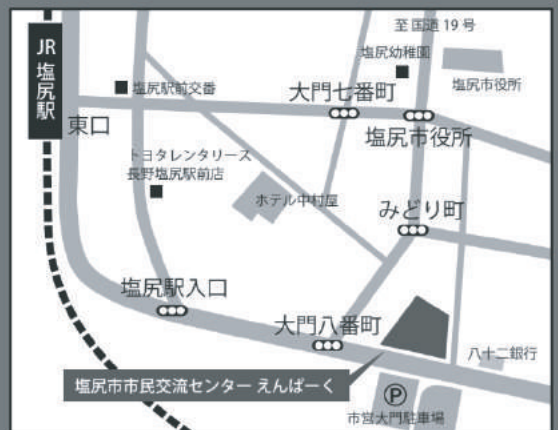 至国道19号
JR塩尻駅
塩尻幼稚園
塩尻市役所
塩尻駅前交番
大門七番町
東口
塩尻市役所
トヨタレンタリース
長野塩尻駅前店
ホテル中村屋
みどり町
塩尻駅入口
大門八番町
八十二銀行
塩尻市市民交流センター えんぱーく
P
市営大門駐車場